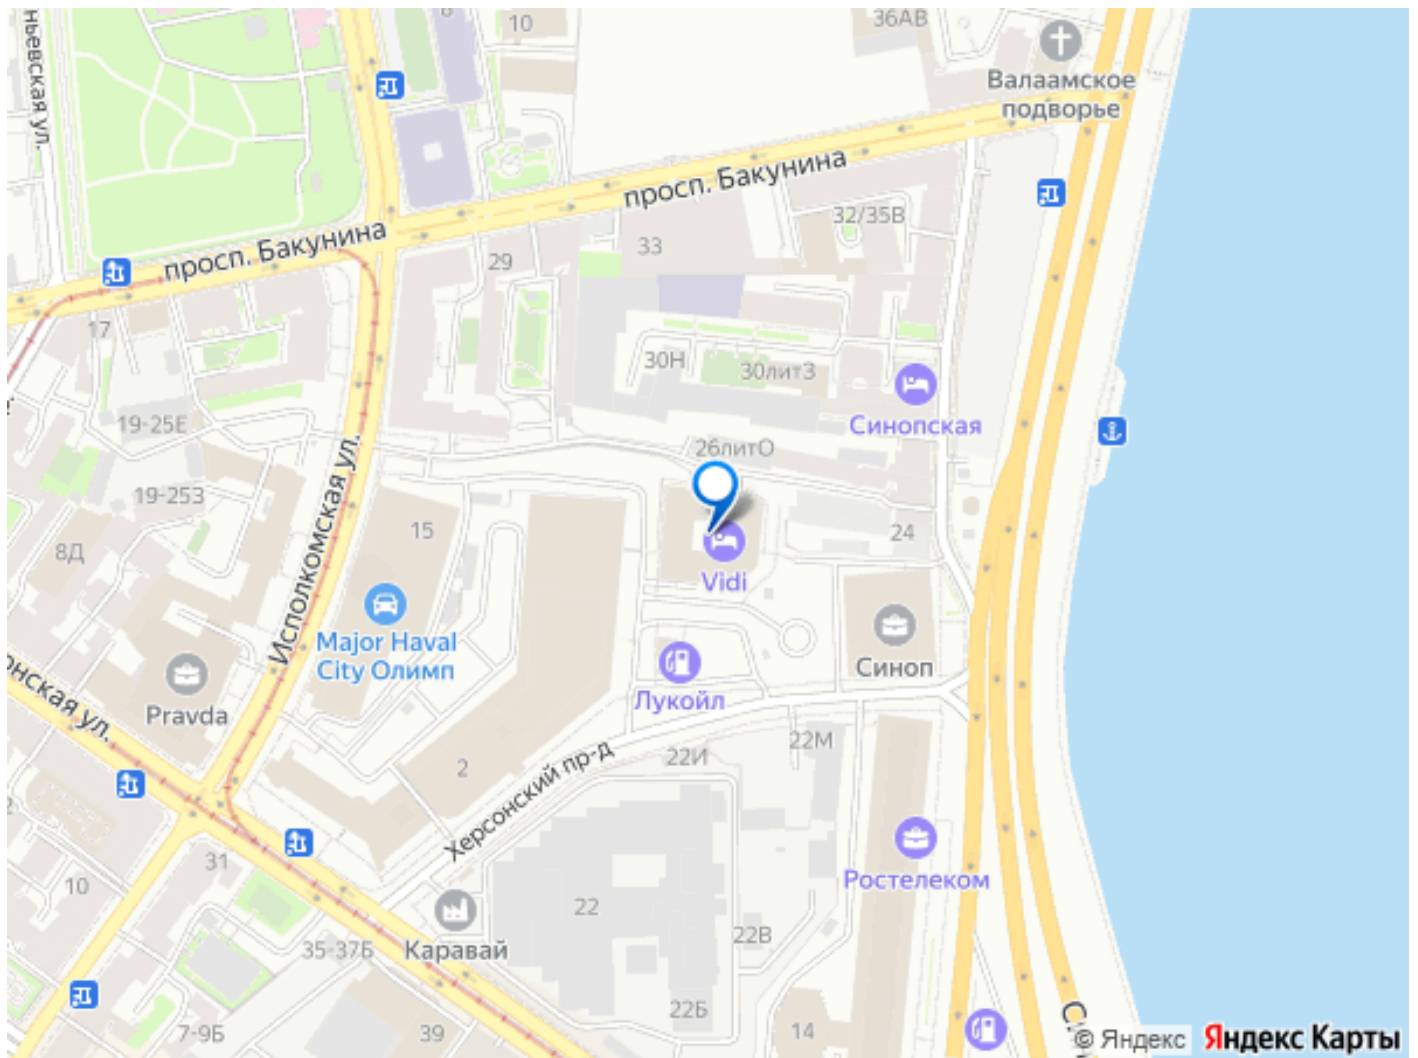 10
36АВ
Валаамское
подворье
просп. Бакунина
32/35В
просп. Бакунина
33
29
17
30Н
30лит3
19-25Е
Синопская
26литО
19-253
15
24
8Д
Исполкомская ул.
Vidi
Major Haval
City Олимп
Синоп
Pravda
Лукойл
22М
22И
2
Херсонский пр-д
31
Ростелеком
10
22
35-37Б
Каравай
22В
22Б
7-9Б
39
14
© Яндекс Яндекс Карты